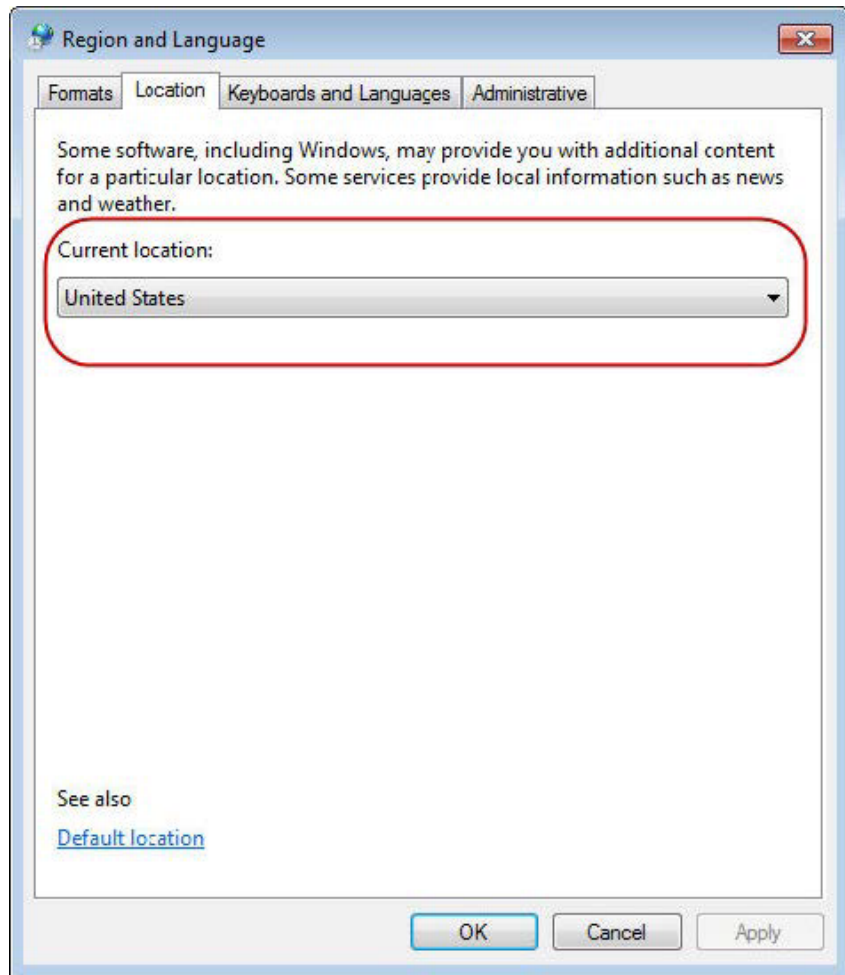 Region and Language
Formats Location Keyboards and Languages Administrative
Some software, including Windows, may provide you with additional content
for a particular location. Some services provide local information such as news
and weather.
Current location:
United States
See also
Default location
OK Cancel Apply